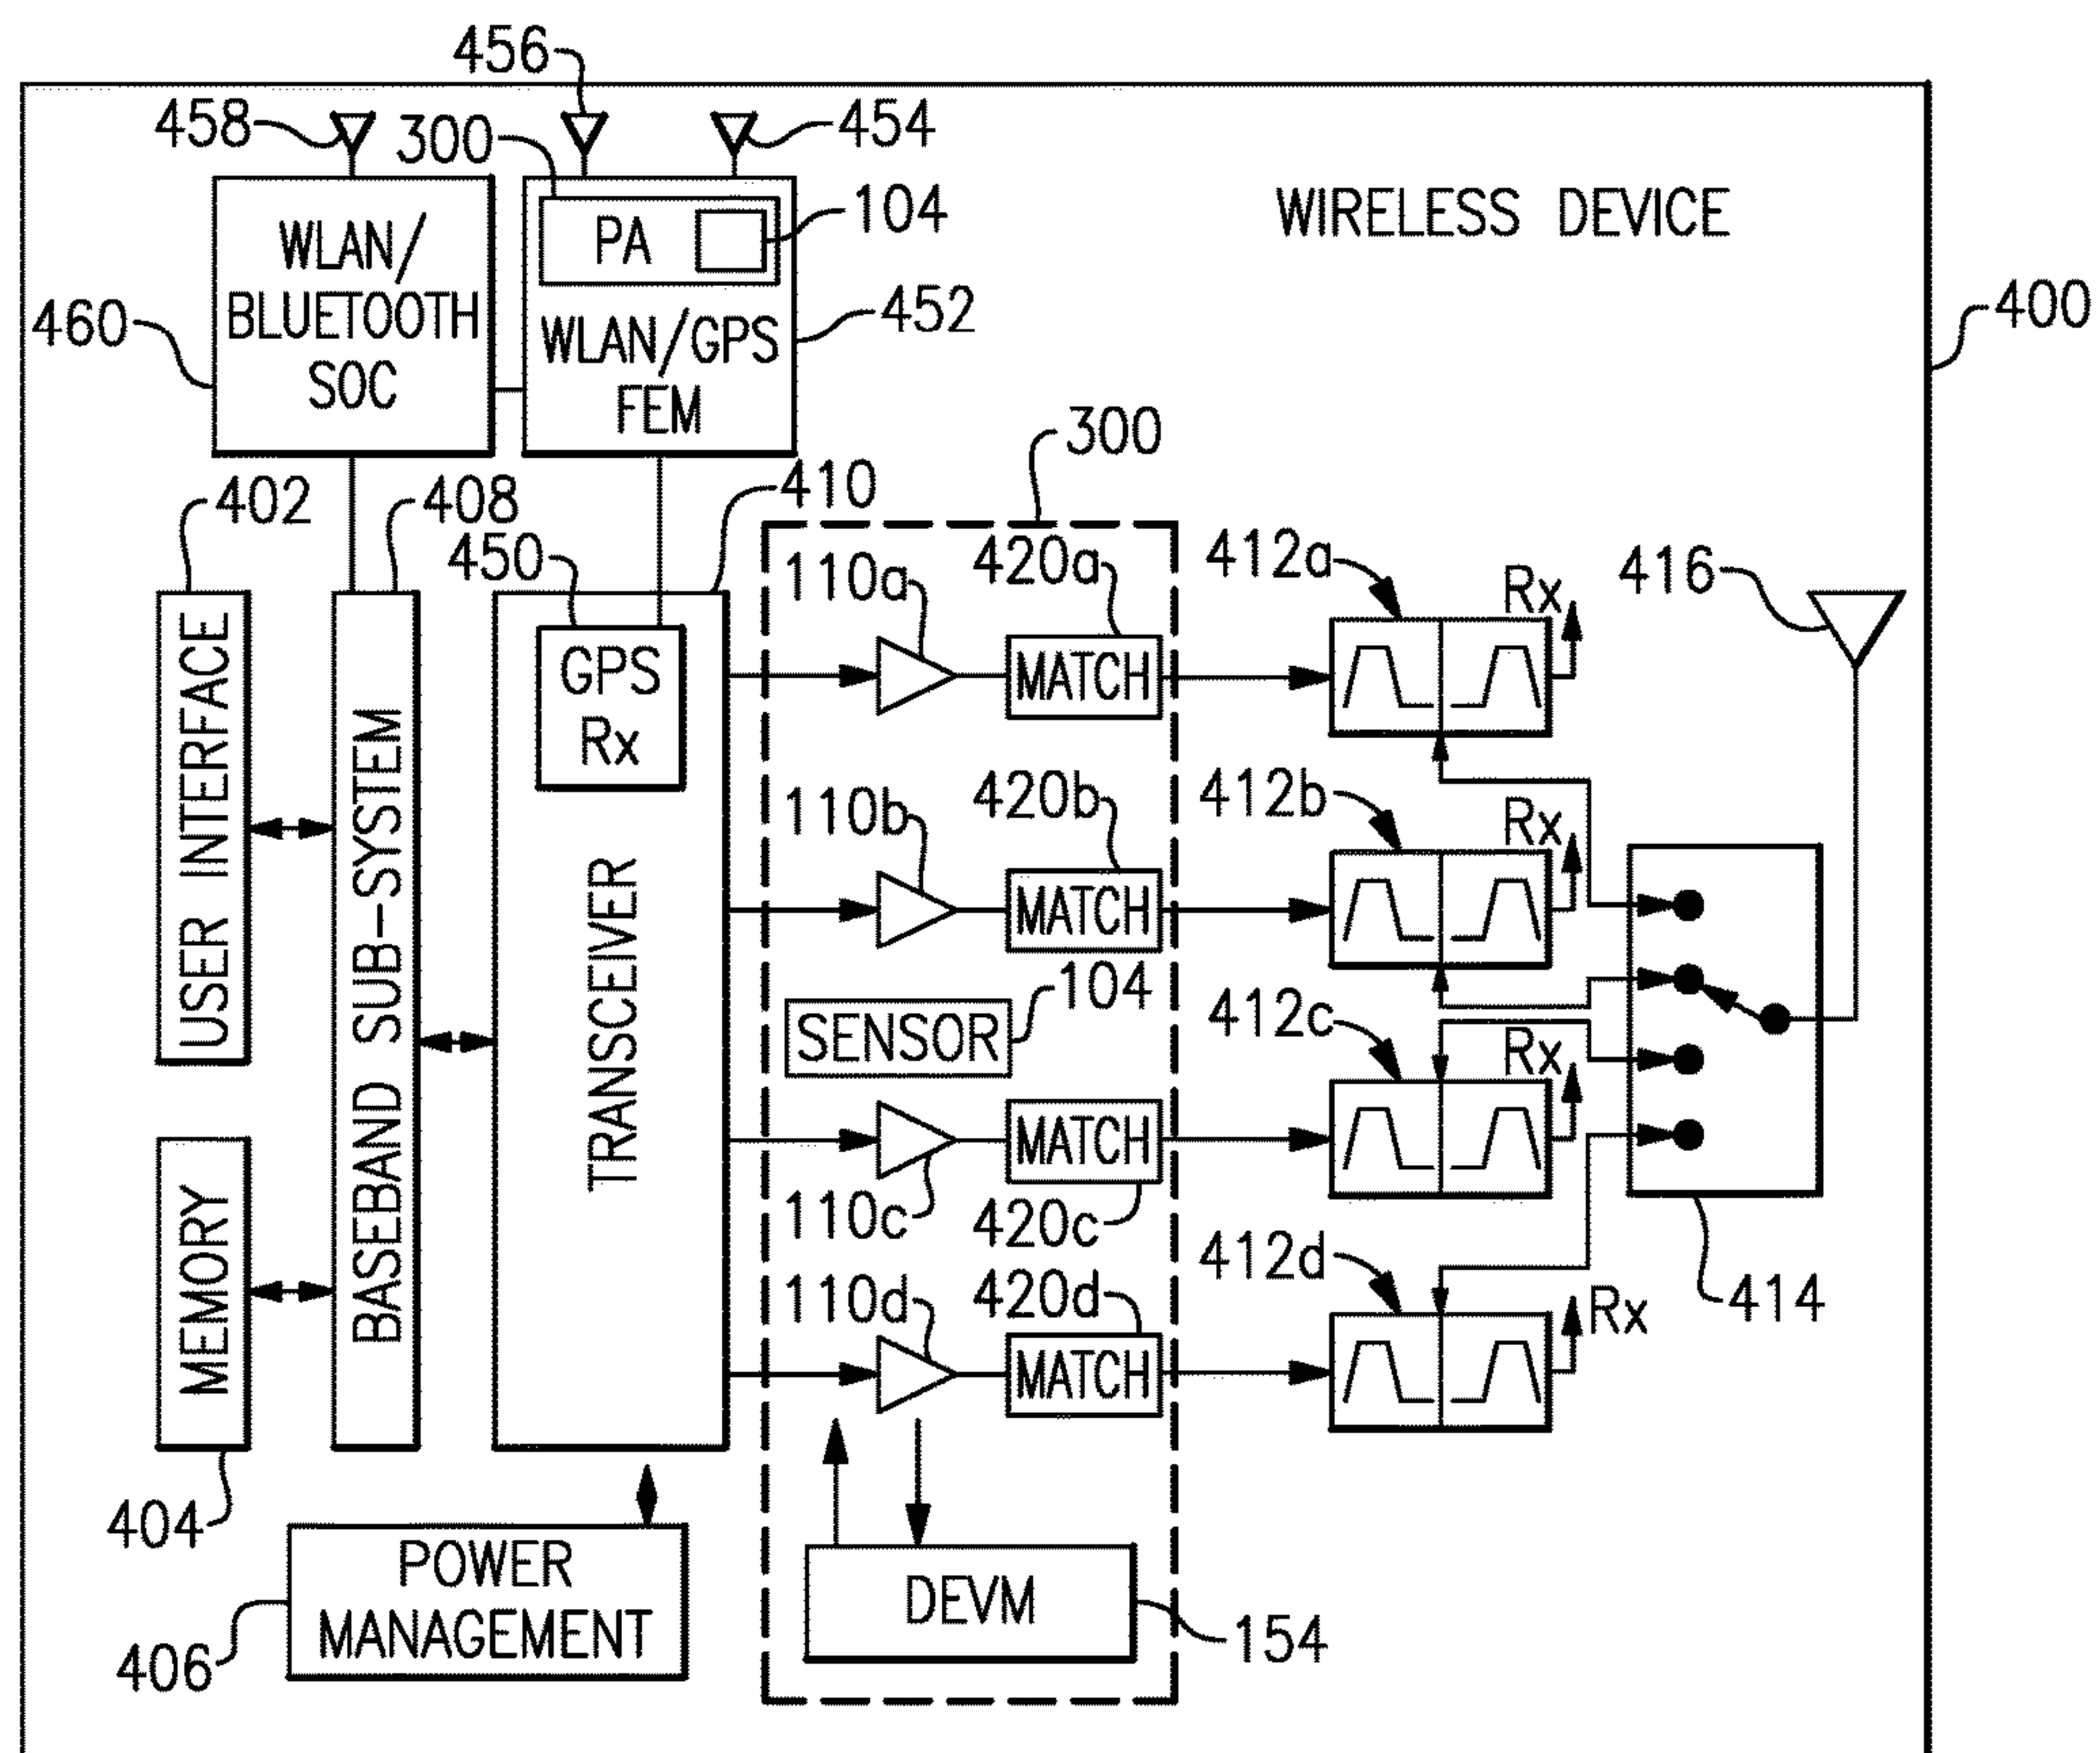 456
458
300
454
WIRELESS DEVICE
PA
104
WLAN/
BLUETOOTH
SOC
460
WLAN/GPS
FEM
452
400
300
402
408
410
450
110a
420a
412a
Rx
416
GPS
Rx
MATCH
USER INTERFACE
BASEBAND SUB-SYSTEM
TRANSCEIVER
110b
420b
412b
Rx
MATCH
SENSOR
104
412c
Rx
MATCH
110c
420c
MEMORY
412d
110d
420d
Rx
414
MATCH
404
POWER
MANAGEMENT
406
DEVM
154